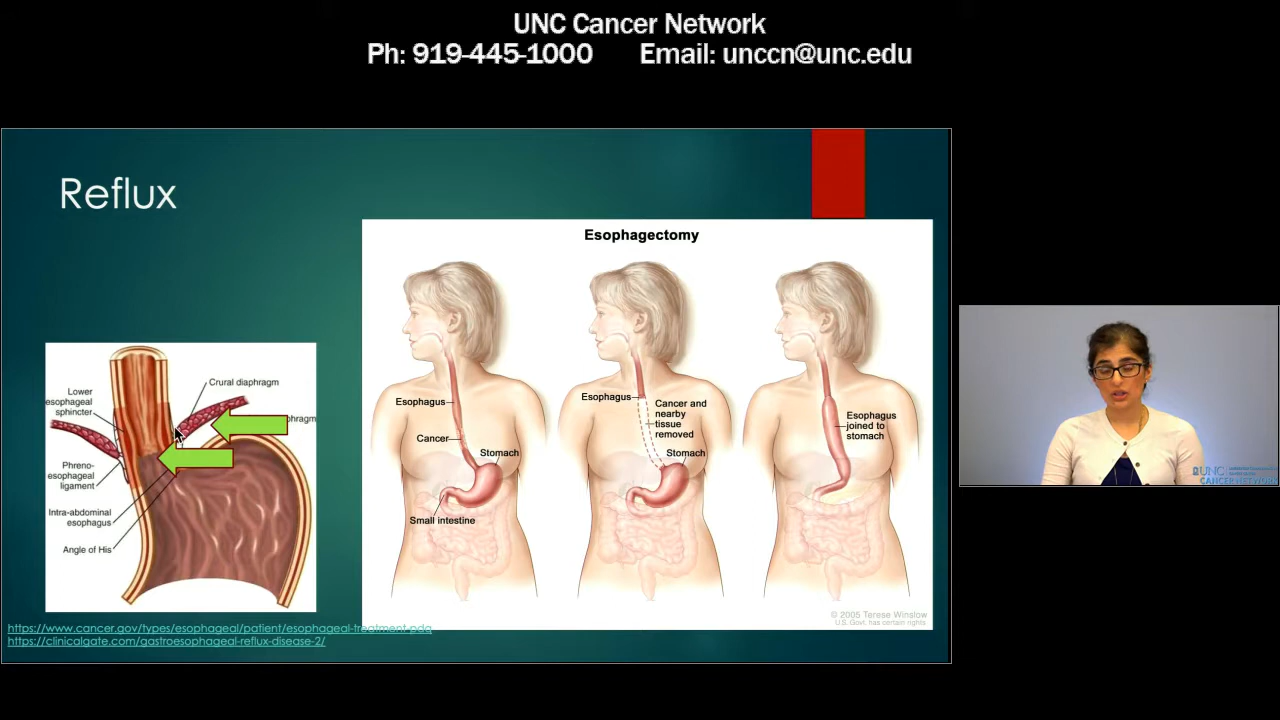 UNC Cancer Network
Ph: 919-445-1000 Email: unccn@unc.edu
Reflux
Esophagectomy
Lower
esophageal
sphincter
Crural diaphragm
Phreno-
esophageal
ligament
Intra-abdominal
esophagus
Angle of His
Esophagus
Cancer
Stomach
Small intestine
Esophagus
Cancer and
nearby
tissue
removed
Stomach
Esophagus
joined to
stomach
© 2005 Terese Winslow
U.S. Govt. has certain rights
https://www.cancer.gov/types/esophageal/patient/esophageal-treatment-pdq
https://clinicalgate.com/gastroesophageal-reflux-disease-2/
UNC
CANCER NETWORK